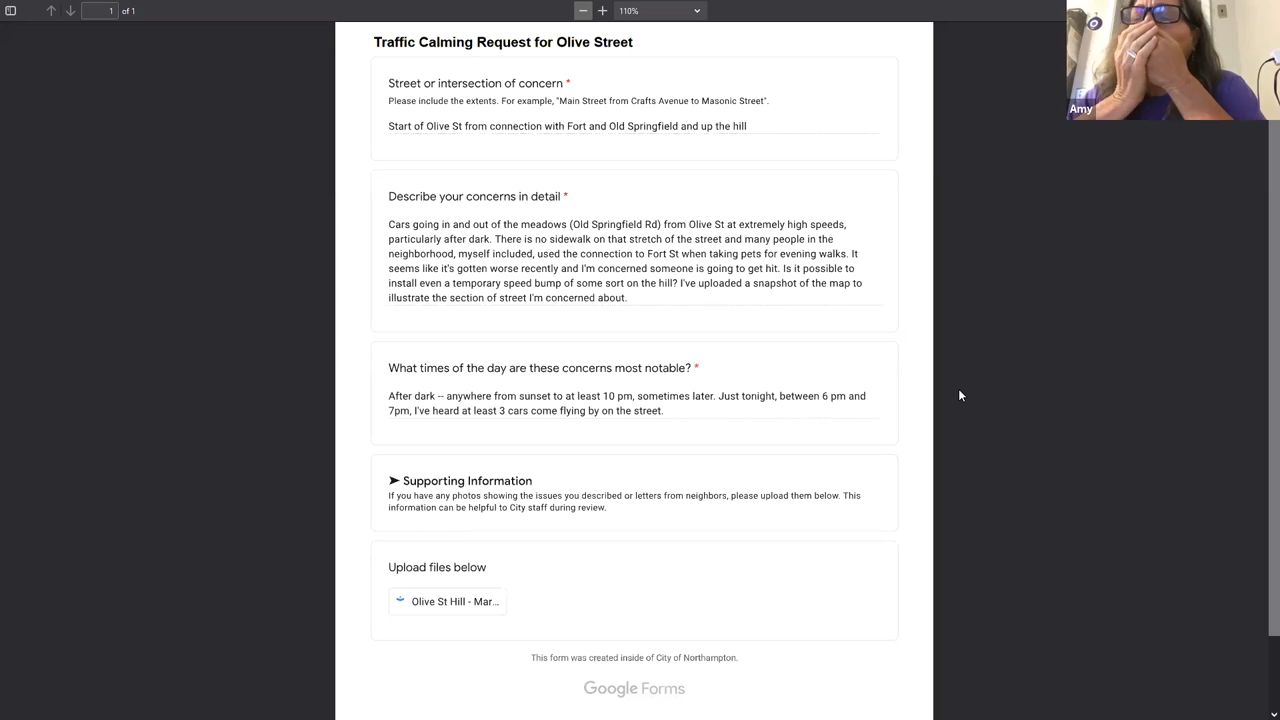 1 of 1
110%
Amy
Traffic Calming Request for Olive Street
Street or intersection of concern *
Please include the extents. For example, "Main Street from Crafts Avenue to Masonic Street".
Start of Olive St from connection with Fort and Old Springfield and up the hill
Describe your concerns in detail *
Cars going in and out of the meadows (Old Springfield Rd) from Olive St at extremely high speeds,
particularly after dark. There is no sidewalk on that stretch of the street and many people in the
neighborhood, myself included, used the connection to Fort St when taking pets for evening walks. It
seems like it's gotten worse recently and I'm concerned someone is going to get hit. Is it possible to
install even a temporary speed bump of some sort on the hill? I've uploaded a snapshot of the map to
illustrate the section of street I'm concerned about.
What times of the day are these concerns most notable? *
After dark -- anywhere from sunset to at least 10 pm, sometimes later. Just tonight, between 6 pm and
7pm, I've heard at least 3 cars come flying by on the street.
➤ Supporting Information
If you have any photos showing the issues you described or letters from neighbors, please upload them below. This
information can be helpful to City staff during review.
Upload files below
Olive St Hill - Mar...
This form was created inside of City of Northampton.
Google Forms